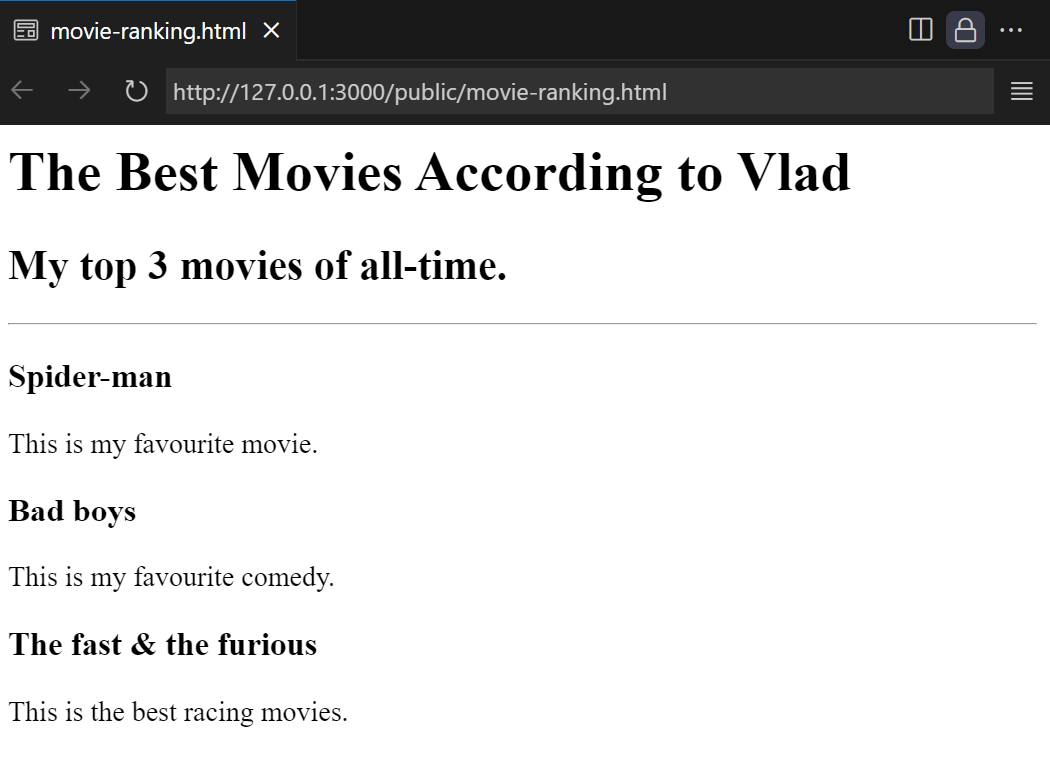 movie-ranking.html
http://127.0.0.1:3000/public/movie-ranking.html
The Best Movies According to Vlad
My top 3 movies of all-time.
Spider-man
This is my favourite movie.
Bad boys
This is my favourite comedy.
The fast & the furious
This is the best racing movies.